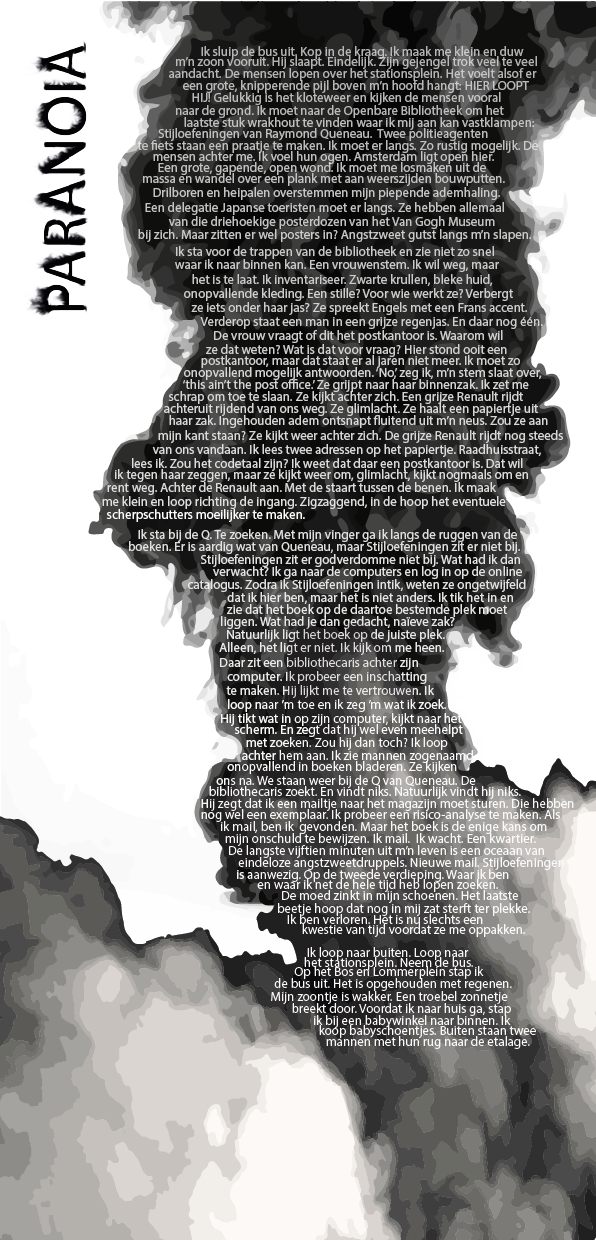 PARANOIA
Ik sluip de bus uit, Kop in de kraag. Ik maak me klein en duw
m'n zoon vooruit. Hij slaapt. Eindelijk. Zijn gejengel trok veel te veel
aandacht. De mensen lopen over het stationsplein. Het voelt alsof er
een grote, knipperende pijl boven m'n hoofd hangt: HIER LOOPT
HIJ! Gelukkig is het kloteweer en kijken de mensen vooral
naar de grond. Ik moet naar de Openbare Bibliotheek om het
laatste stuk wrakhout te vinden waar ik mij aan kan vastklampen:
Stijloefeningen van Raymond Queneau. Twee politieagenten
te fiets staan een praatje te maken. Ik moet er langs. Zo rustig mogelijk. De
mensen achter me. Ik voel hun ogen. Amsterdam ligt open hier.
Een grote, gapende, open wond. Ik moet me losmaken uit de
massa en wandel over een plank met aan weerszijden bouwputten.
Drilboren en heipalen overstemmen mijn piepende ademhaling.
Een delegatie Japanse toeristen moet er langs. Ze hebben allemaal
van die driehoekige posterdozen van het Van Gogh Museum
bij zich. Maar zitten er wel posters in? Angstzweet gutst langs m'n slapen.
Ik sta voor de trappen van de bibliotheek en zie niet zo snel
waar ik naar binnen kan. Een vrouwenstem. Ik wil weg, maar
het is te laat. Ik inventariseer. Zwarte krullen, bleke huid,
onopvallende kleding. Een stille? Voor wie werkt ze? Verbergt
ze iets onder haar jas? Ze spreekt Engels met een Frans accent.
Verderop staat een man in een grijze regenjas. En daar nog één.
De vrouw vraagt of dit het postkantoor is. Waarom wil
ze dat weten? Wat is dat voor vraag? Hier stond ooit een
postkantoor, maar dat staat er al jaren niet meer. Ik moet zo
onopvallend mogelijk antwoorden. 'No', zeg ik, m'n stem slaat over,
'this ain't the post office.' Ze grijpt naar haar binnenzak. Ik zet me
schrap om toe te slaan. Ze kijkt achter zich. Een grijze Renault rijdt
achteruit rijdend van ons weg. Ze glimlacht. Ze haalt een papiertje uit
haar zak. Ingehouden adem ontsnapt fluitend uit m'n neus. Zou ze aan
mijn kant staan? Ze kijkt weer achter zich. De grijze Renault rijdt nog steeds
van ons vandaan. Ik lees twee adressen op het papiertje. Raadhuisstraat,
lees ik. Zou het codetaal zijn? Ik weet dat daar een postkantoor is. Dat wil
ik tegen haar zeggen, maar ze kijkt weer om, glimlacht, kijkt nogmaals om en
rent weg. Achter de Renault aan. Met de staart tussen de benen. Ik maak
me klein en loop richting de ingang. Zigzaggend, in de hoop het eventuele
scherpschutters moeilijker te maken.
Ik sta bij de Q. Te zoeken. Met mijn vinger ga ik langs de ruggen van de
boeken. Er is aardig wat van Queneau, maar Stijloefeningen zit er niet bij.
Stijloefeningen zit er godverdomme niet bij. Wat had ik dan
verwacht? Ik ga naar de computers en log in op de online
catalogus. Zodra ik Stijloefeningen intik, weten ze ongetwijfeld
dat ik hier ben, maar het is niet anders. Ik tik het in en
zie dat het boek op de daartoe bestemde plek moet
liggen. Wat had je dan gedacht, naïeve zak?
Natuurlijk ligt het boek op de juiste plek.
Alleen, het ligt er niet. Ik kijk om me heen.
Daar zit een bibliothecaris achter zijn
computer. Ik probeer een inschatting
te maken. Hij lijkt me te vertrouwen. Ik
loop naar 'm toe en ik zeg 'm wat ik zoek.
Hij tikt wat in op zijn computer, kijkt naar het
scherm. En zegt dat hij wel even meehelpt
met zoeken. Zou hij dan toch? Ik loop
achter hem aan. Ik zie mannen zogenaamd
onopvallend in boeken bladeren. Ze kijken
ons na. We staan weer bij de Q van Queneau. De
bibliothecaris zoekt. En vindt niks. Natuurlijk vindt hij niks.
Hij zegt dat ik een mailtje naar het magazijn moet sturen. Die hebben
nog wel een exemplaar. Ik probeer een risico-analyse te maken. Als
ik mail, ben ik gevonden. Maar het boek is de enige kans om
mijn onschuld te bewijzen. Ik mail. Ik wacht. Een kwartier.
De langste vijftien minuten uit m'n leven is een oceaan van
eindeloze angstzweetdruppels. Nieuwe mail. Stijloefeningen
is aanwezig. Op de tweede verdieping. Waar ik ben
en waar ik net de hele tijd heb lopen zoeken.
De moed zinkt in mijn schoenen. Het laatste
beetje hoop dat nog in mij zat sterft ter plekke.
Ik ben verloren. Het is nu slechts een
kwestie van tijd voordat ze me oppakken.
Ik loop naar buiten. Loop naar
het stationsplein. Neem de bus.
Op het Bos en Lommerplein stap ik
de bus uit. Het is opgehouden met regenen.
Mijn zoontje is wakker. Een troebel zonnetje
breekt door. Voordat ik naar huis ga, stap
ik bij een babywinkel naar binnen. Ik
koop babyschoentjes. Buiten staan twee
mannen met hun rug naar de etalage.